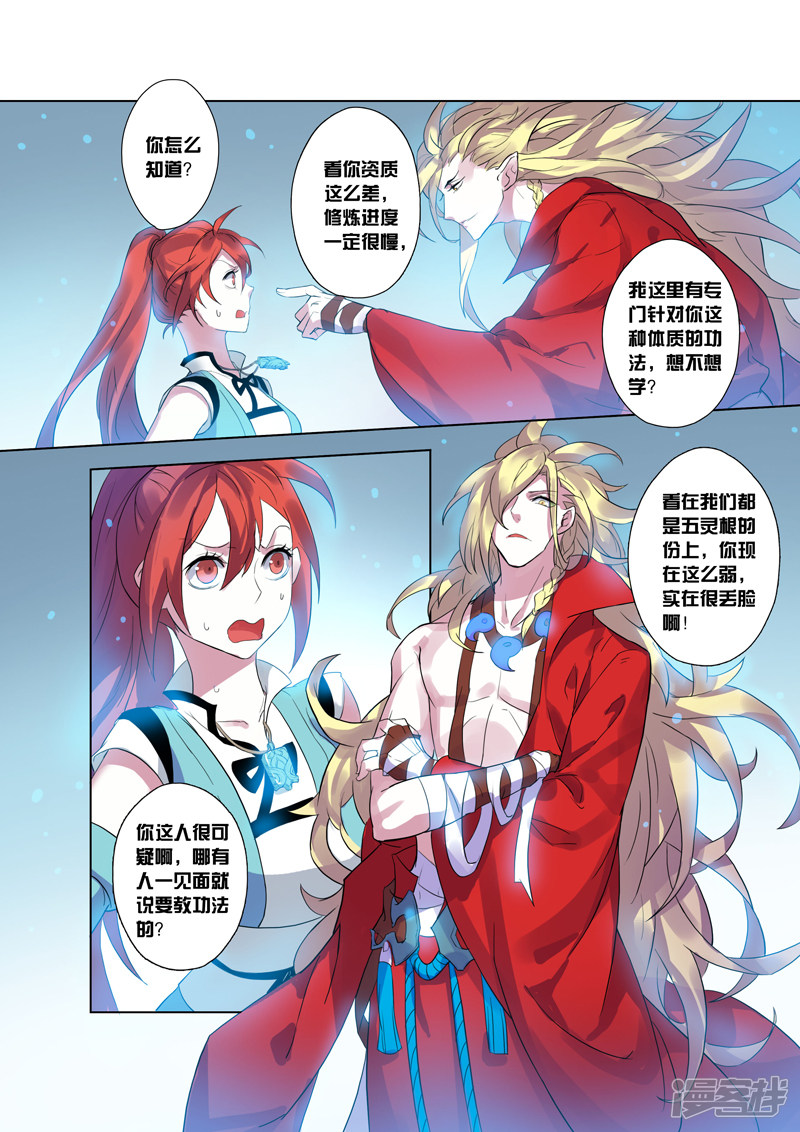 你怎么
知道？
看你资质
这么差，
修炼进度
一定很慢，
我这里有专
门针对你这
种体质的功
法，想不想
学？
你这人很可
疑啊，哪有
人一见面就
说要教功法
的？
看在我们都
是五灵根的
份上，你现
在这么弱，
实在很丢脸
啊！
漫客栈